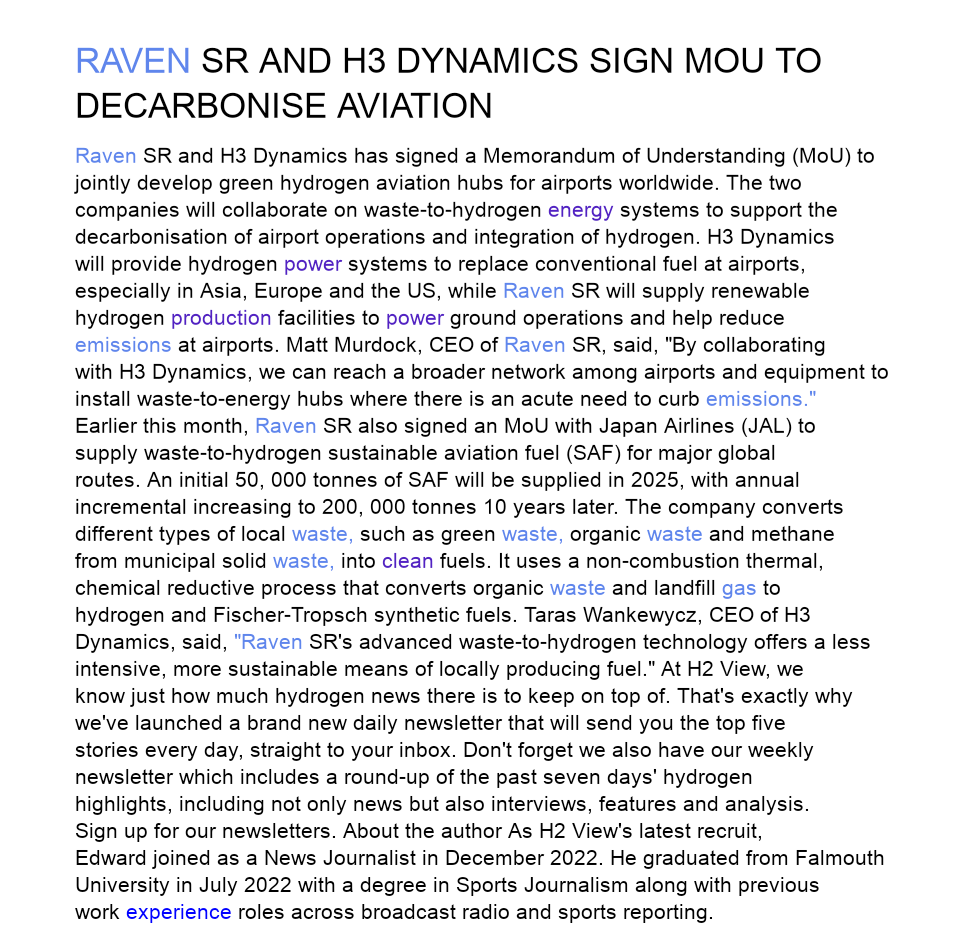 RAVEN SR AND H3 DYNAMICS SIGN MOU TO
DECARBONISE AVIATION
Raven SR and H3 Dynamics has signed a Memorandum of Understanding (MoU) to
jointly develop green hydrogen aviation hubs for airports worldwide. The two
companies will collaborate on waste-to-hydrogen energy systems to support the
decarbonisation of airport operations and integration of hydrogen. H3 Dynamics
will provide hydrogen power systems to replace conventional fuel at airports,
especially in Asia, Europe and the US, while Raven SR will supply renewable
hydrogen production facilities to power ground operations and help reduce
emissions at airports. Matt Murdock, CEO of Raven SR, said, "By collaborating
with H3 Dynamics, we can reach a broader network among airports and equipment to
install waste-to-energy hubs where there is an acute need to curb emissions."
Earlier this month, Raven SR also signed an MoU with Japan Airlines (JAL) to
supply waste-to-hydrogen sustainable aviation fuel (SAF) for major global
routes. An initial 50, 000 tonnes of SAF will be supplied in 2025, with annual
incremental increasing to 200, 000 tonnes 10 years later. The company converts
different types of local waste, such as green waste, organic waste and methane
from municipal solid waste, into clean fuels. It uses a non-combustion thermal,
chemical reductive process that converts organic waste and landfill gas to
hydrogen and Fischer-Tropsch synthetic fuels. Taras Wankewycz, CEO of H3
Dynamics, said, "Raven SR's advanced waste-to-hydrogen technology offers a less
intensive, more sustainable means of locally producing fuel." At H2 View, we
know just how much hydrogen news there is to keep on top of. That's exactly why
we've launched a brand new daily newsletter that will send you the top five
stories every day, straight to your inbox. Don't forget we also have our weekly
newsletter which includes a round-up of the past seven days' hydrogen
highlights, including not only news but also interviews, features and analysis.
Sign up for our newsletters. About the author As H2 View's latest recruit,
Edward joined as a News Journalist in December 2022. He graduated from Falmouth
University in July 2022 with a degree in Sports Journalism along with previous
work experience roles across broadcast radio and sports reporting.